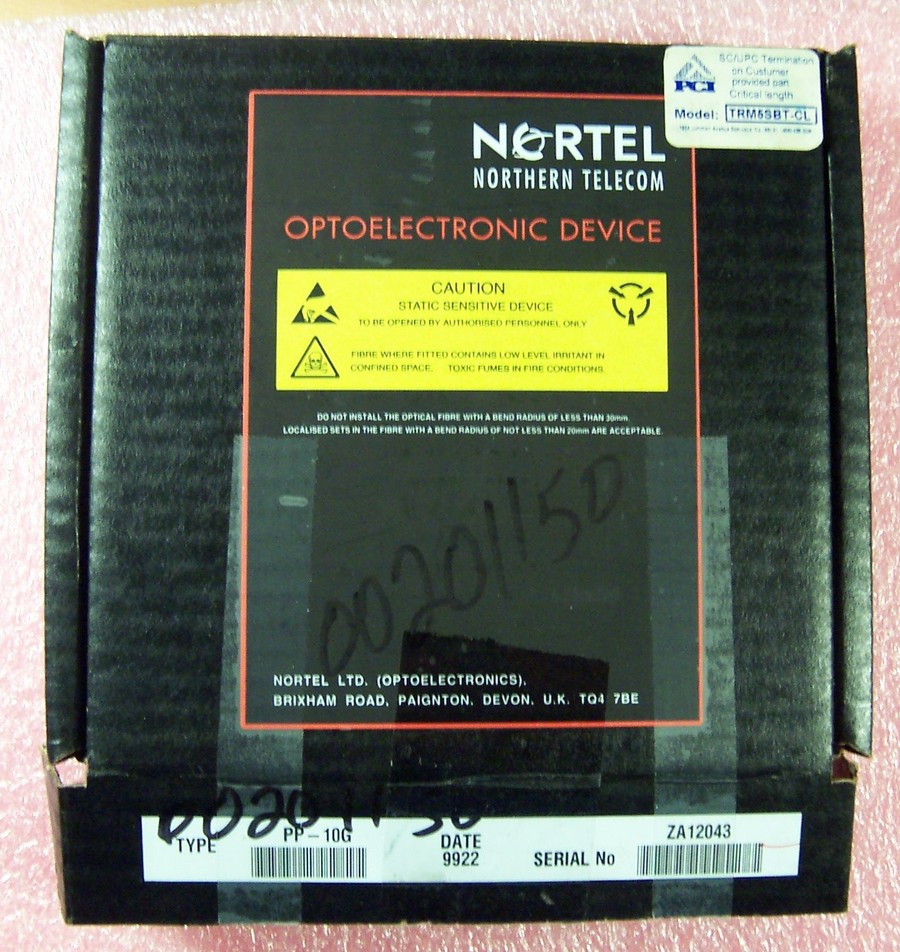 SC/UPC Termination
on Custumer
provided part.
Critical length
PCI
Model: TRM5SBT-CL
NORTEL
NORTHERN TELECOM
OPTOELECTRONIC DEVICE
CAUTION
STATIC SENSITIVE DEVICE
TO BE OPENED BY AUTHORISED PERSONNEL ONLY
FIBRE WHERE FITTED CONTAINS LOW LEVEL IRRITANT IN
CONFINED SPACE. TOXIC FUMES IN FIRE CONDITIONS.
DO NOT INSTALL THE OPTICAL FIBRE WITH A BEND RADIUS OF LESS THAN 30mm.
LOCALISED SETS IN THE FIBRE WITH A BEND RADIUS OF NOT LESS THAN 20mm ARE ACCEPTABLE.
00201150
NORTEL LTD. (OPTOELECTRONICS),
BRIXHAM ROAD, PAIGNTON, DEVON, U.K. TQ4 7BE
00201150
TYPE PP-10G
DATE
9922
SERIAL No ZA12043